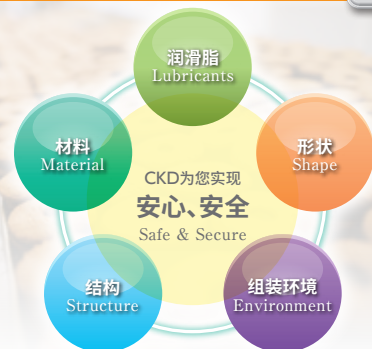 润滑脂
Lubricants
材料
Material
形状
Shape
CKD为您实现
安心、安全
Safe & Secure
结构
Structure
组装环境
Environment